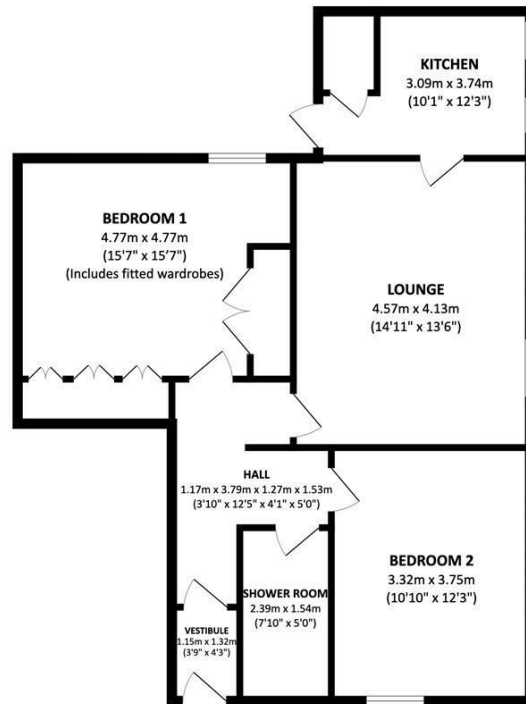 KITCHEN
3.09m x 3.74m
(10'1" x 12'3")
BEDROOM 1
4.77m x 4.77m
(15'7" x 15'7")
(Includes fitted wardrobes)
LOUNGE
4.57m x 4.13m
(14'11" x 13'6")
HALL
1.17m x 3.79m x 1.27m x 1.53m
(3'10" x 12'5" x 4'1" x 5'0")
BEDROOM 2
3.32m x 3.75m
(10'10" x 12'3")
SHOWER ROOM
2.39m x 1.54m
(7'10" x 5'0")
VESTIBULE
1.15m x 1.32m
(3'9" x 4'3")